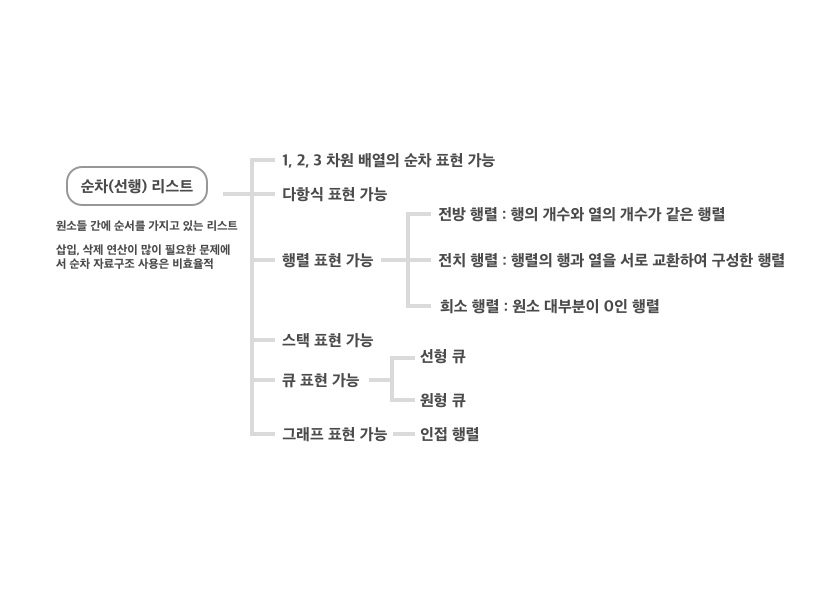 순차(선행) 리스트
원소들 간에 순서를 가지고 있는 리스트
삽입, 삭제 연산이 많이 필요한 문제에
서 순차 자료구조 사용은 비효율적
1, 2, 3 차원 배열의 순차 표현 가능
다항식 표현 가능
행렬 표현 가능
전방 행렬 : 행의 개수와 열의 개수가 같은 행렬
전치 행렬 : 행렬의 행과 열을 서로 교환하여 구성한 행렬
희소 행렬 : 원소 대부분이 0인 행렬
스택 표현 가능
큐 표현 가능
선형 큐
원형 큐
그래프 표현 가능
인접 행렬